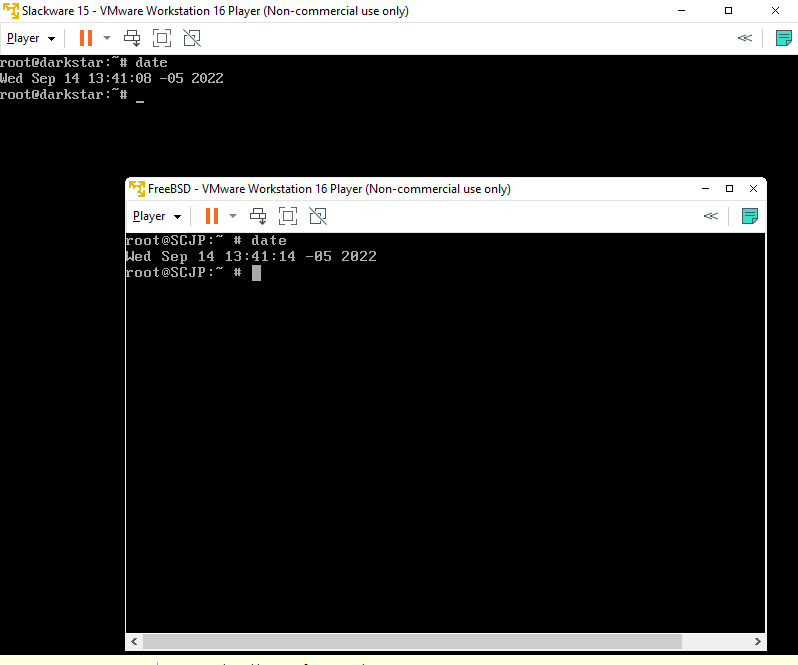 Slackware 15 - VMware Workstation 16 Player (Non-commercial use only)
Player
root@darkstar:~# date
Wed Sep 14 13:41:08 -05 2022
root@darkstar:~# _
FreeBSD - VMware Workstation 16 Player (Non-commercial use only)
Player
root@SCJP:~ # date
Wed Sep 14 13:41:14 -05 2022
root@SCJP:~ #